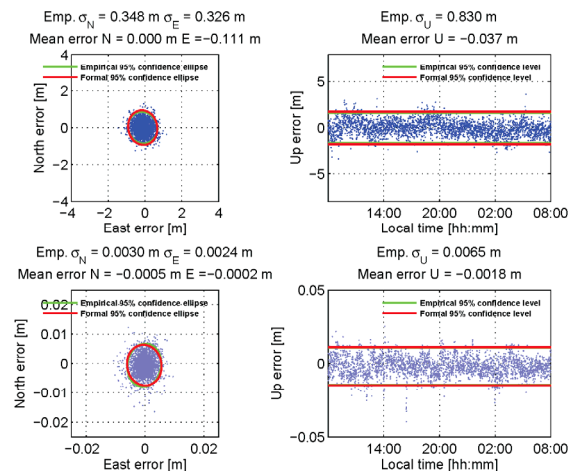 Emp. σN = 0.348 m σE = 0.326 m
Mean error N = 0.000 m E =−0.111 m
Empirical 95% confidence ellipse
Formal 95% confidence ellipse
North error [m]
4
2
0
−2
−4
−4 −2 0 2 4
East error [m]
Emp. σU = 0.830 m
Mean error U = −0.037 m
Empirical 95% confidence level
Formal 95% confidence level
Up error [m]
5
0
−5
14:00 20:00 02:00 08:00
Local time [hh:mm]
Emp. σN = 0.0030 m σE = 0.0024 m
Mean error N = −0.0005 m E =−0.0002 m
Empirical 95% confidence ellipse
Formal 95% confidence ellipse
North error [m]
0.02
0.01
0
−0.01
−0.02
−0.02 0 0.02
East error [m]
Emp. σU = 0.0065 m
Mean error U = −0.0018 m
Empirical 95% confidence level
Formal 95% confidence level
Up error [m]
0.05
0
−0.05
14:00 20:00 02:00 08:00
Local time [hh:mm]